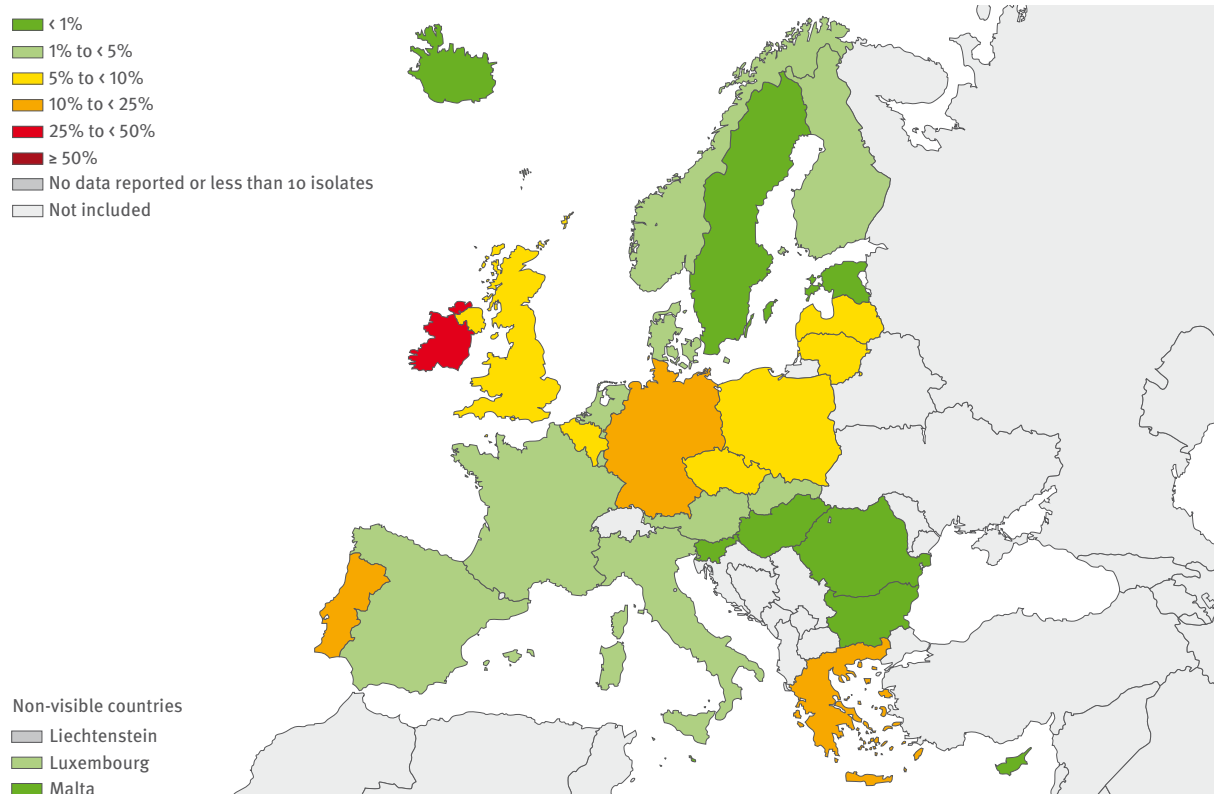 < 1%
1% to < 5%
5% to < 10%
10% to < 25%
25% to < 50%
≥ 50%
No data reported or less than 10 isolates
Not included
Non-visible countries
Liechtenstein
Luxembourg
Malta